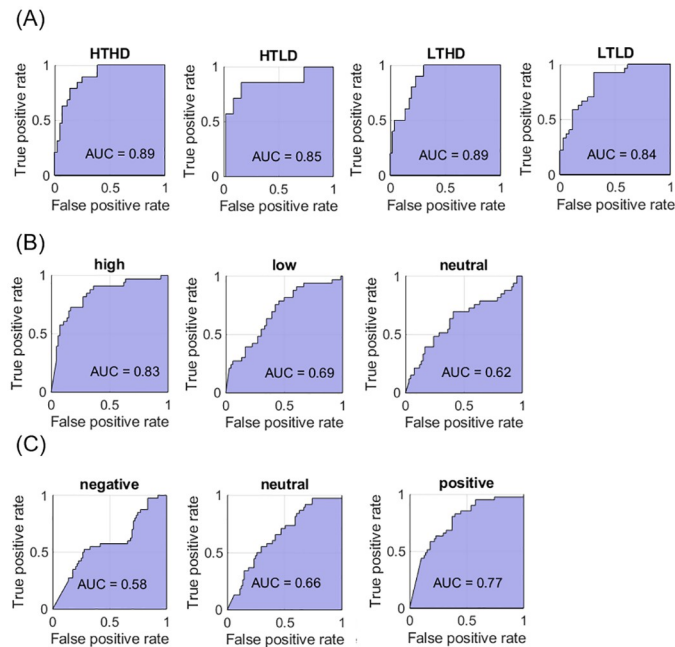 (A)
HTHD
True positive rate
1
0.5
0
AUC = 0.89
0 0.5 1
False positive rate
HTLD
True positive rate
1
0.5
0
AUC = 0.85
0 0.5 1
False positive rate
LTHD
True positive rate
1
0.5
0
AUC = 0.89
0 0.5 1
False positive rate
LTLD
True positive rate
1
0.5
0
AUC = 0.84
0 0.5 1
False positive rate
(B)
high
True positive rate
1
0.5
0
AUC = 0.83
0 0.5 1
False positive rate
low
True positive rate
1
0.5
0
AUC = 0.69
0 0.5 1
False positive rate
neutral
True positive rate
1
0.5
0
AUC = 0.62
0 0.5 1
False positive rate
(C)
negative
True positive rate
1
0.5
0
AUC = 0.58
0 0.5 1
False positive rate
neutral
True positive rate
1
0.5
0
AUC = 0.66
0 0.5 1
False positive rate
positive
True positive rate
1
0.5
0
AUC = 0.77
0 0.5 1
False positive rate